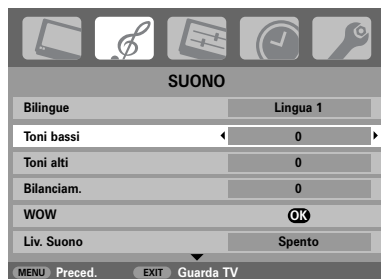 SUONO
Bilingue Lingua 1
Toni bassi 0
Toni alti 0
Bilanciam. 0
WOW OK
Liv. Suono Spento
MENU Preced. EXIT Guarda TV